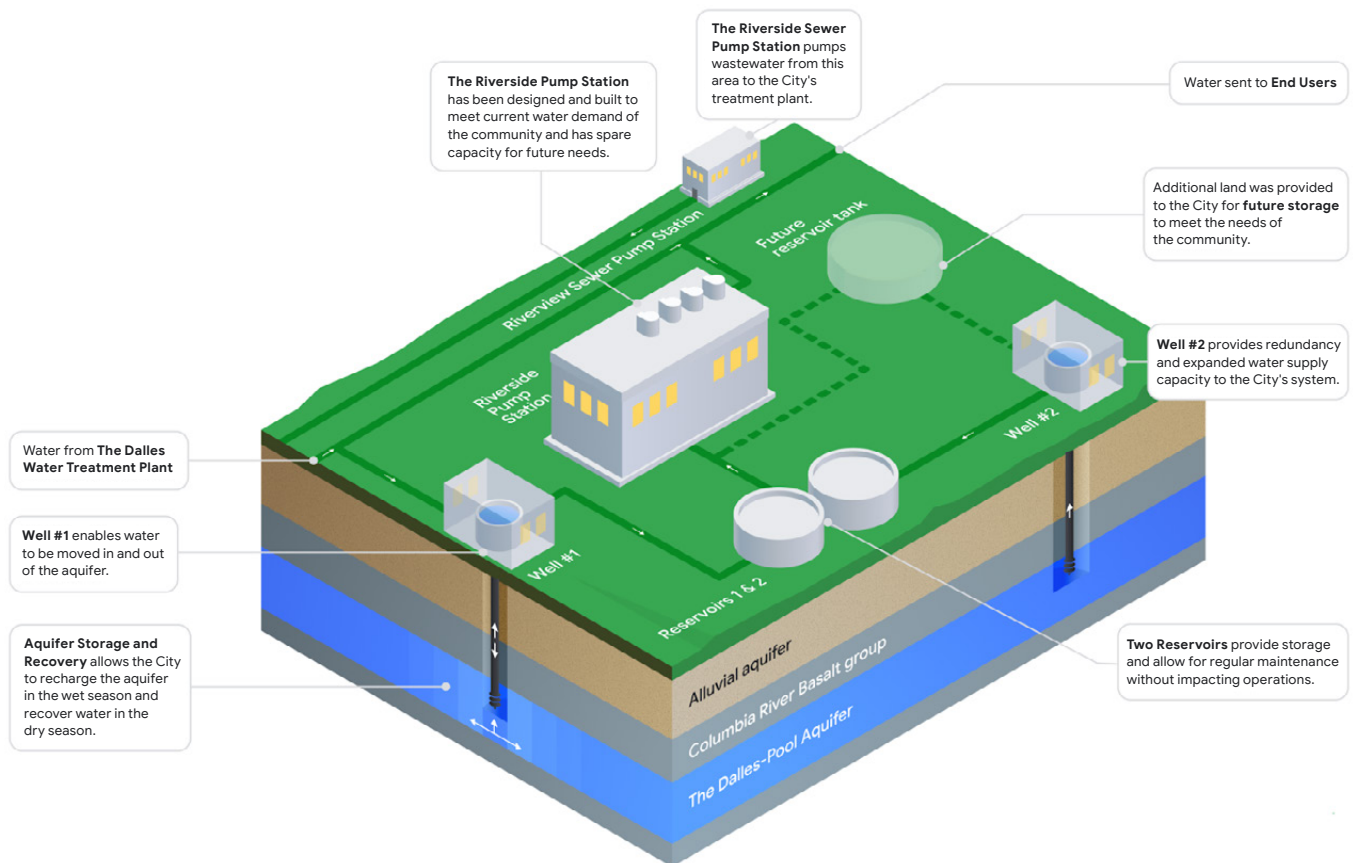 The Riverside Sewer
Pump Station pumps
wastewater from this
area to the City's
treatment plant.
The Riverside Pump Station
has been designed and built to
meet current water demand of
the community and has spare
capacity for future needs.
Water sent to End Users
Additional land was provided
to the City for future storage
to meet the needs of
the community.
Well #2 provides redundancy
and expanded water supply
capacity to the City's system.
Two Reservoirs provide storage
and allow for regular maintenance
without impacting operations.
Water from The Dalles
Water Treatment Plant
Well #1 enables water
to be moved in and out
of the aquifer.
Aquifer Storage and
Recovery allows the City
to recharge the aquifer
in the wet season and
recover water in the
dry season.
Riverview Sewer Pump Station
Future
reservoir tank
Riverside
Pump
Station
Well #2
Well #1
Reservoirs 1 & 2
Alluvial aquifer
Columbia River Basalt group
The Dalles-Pool Aquifer